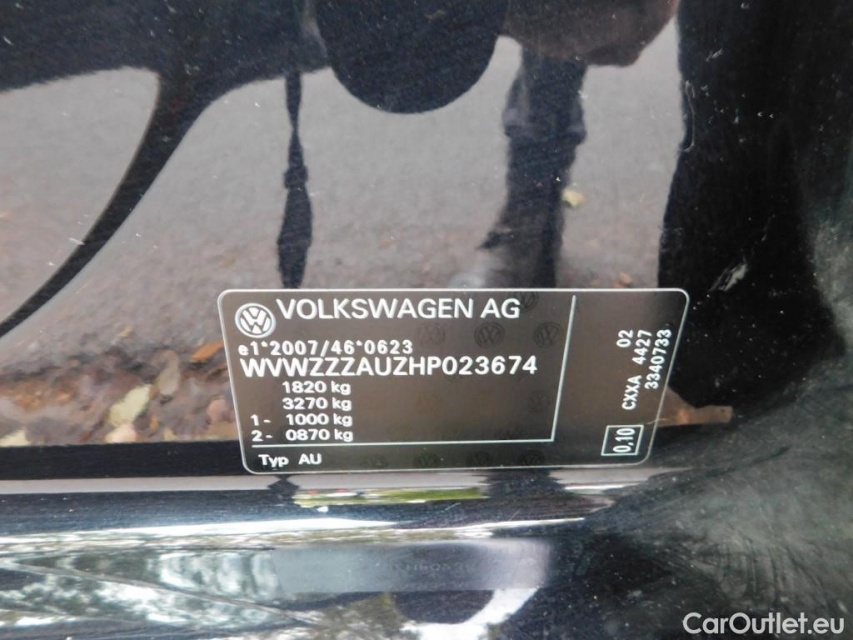 VOLKSWAGEN AG
e1*2007/46*0623
WVWZZZAUZHP023674
1820 kg
3270 kg
1- 1000 kg
2- 0870 kg
Typ AU
02
CXXA 4427
3340733
0,10
CarOutlet.eu